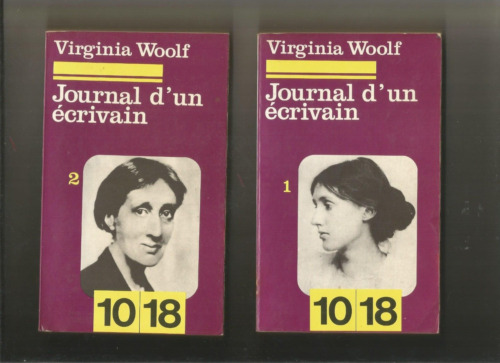 Virginia Woolf
Journal d'un
écrivain
2
10 18
Virginia Woolf
Journal d'un
écrivain
1
10 18